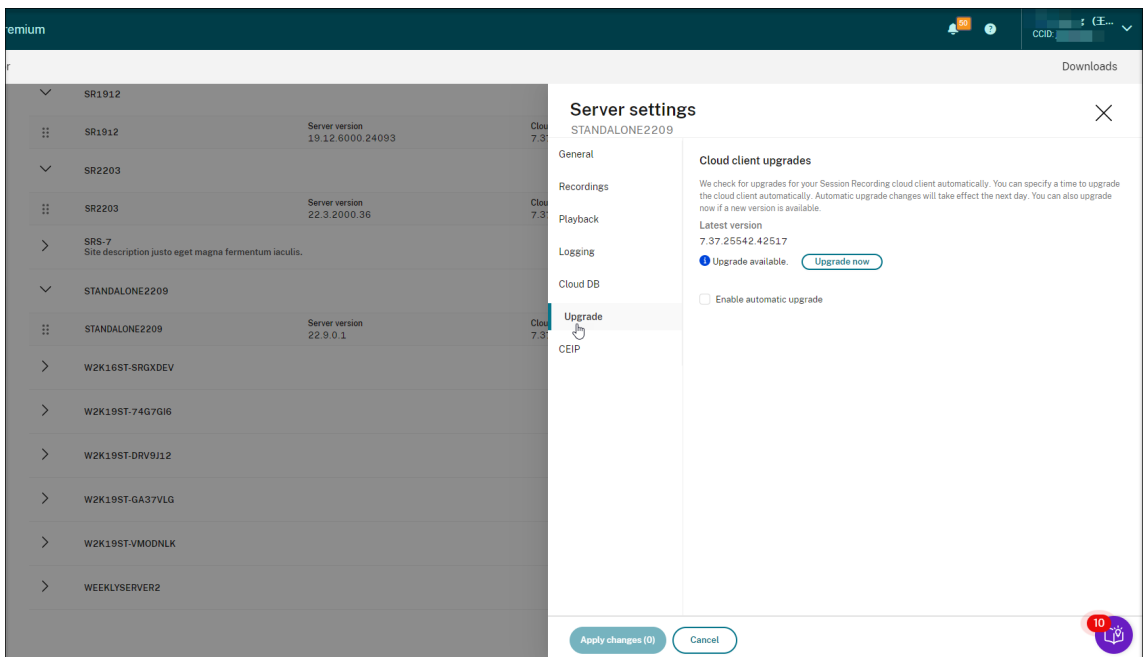 50
?
(王...
CCID:
Downloads
SR1912
SR1912
Server version
19.12.6000.24093
SR2203
SR2203
Server version
22.3.2000.36
SRS-7
Site description justo eget magna fermentum iaculis.
STANDALONE2209
STANDALONE2209
Server version
22.9.0.1
W2K16ST-SRGXDEV
W2K19ST-74G7GI6
W2K19ST-DRV9J12
W2K19ST-GA37VLG
W2K19ST-VMODNLK
WEEKLYSERVER2
Server settings
STANDALONE2209
General
Recordings
Playback
Logging
Cloud DB
Upgrade
CEIP
Cloud client upgrades
We check for upgrades for your Session Recording cloud client automatically. You can specify a time to upgrade
the cloud client automatically. Automatic upgrade changes will take effect the next day. You can also upgrade
now if a new version is available.
Latest version
7.37.25542.42517
Upgrade available.
Upgrade now
Enable automatic upgrade
Apply changes (0)
Cancel
10